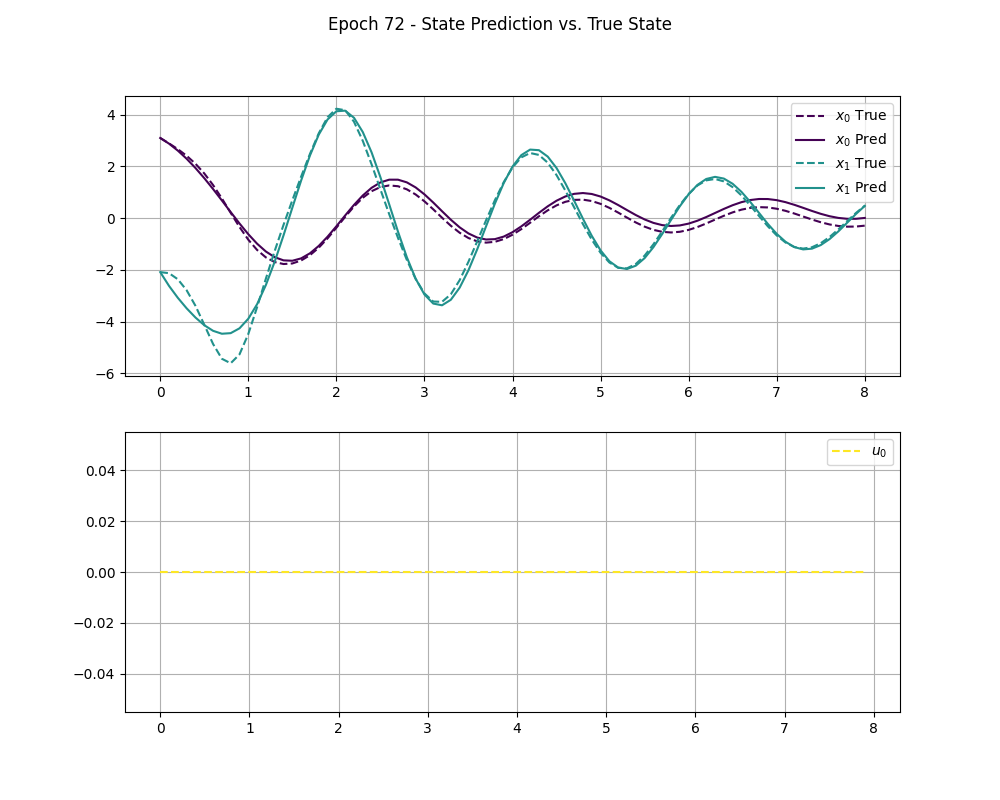 Epoch 72 - State Prediction vs. True State
4
2
0
−2
−4
−6
x₀ True
x₀ Pred
x₁ True
x₁ Pred
0 1 2 3 4 5 6 7 8
0.04
0.02
0.00
−0.02
−0.04
u₀
0 1 2 3 4 5 6 7 8